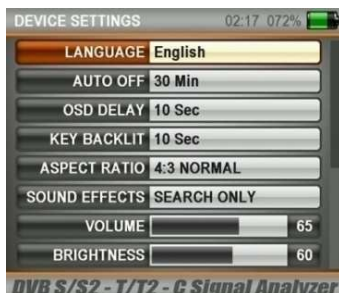 DEVICE SETTINGS 02:17 072%
LANGUAGE English
AUTO OFF 30 Min
OSD DELAY 10 Sec
KEY BACKLIT 10 Sec
ASPECT RATIO 4:3 NORMAL
SOUND EFFECTS SEARCH ONLY
VOLUME 65
BRIGHTNESS 60
DVB S/S2 - T/T2 - C Signal Analyzer